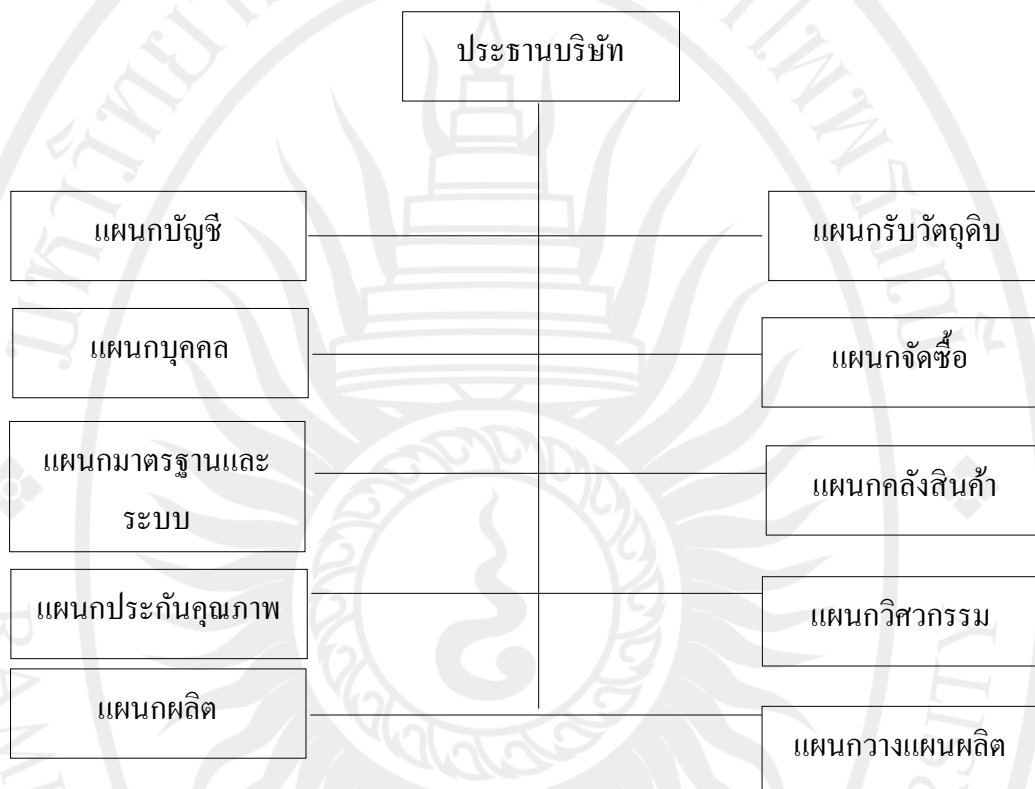 ประธานบริษัท
แผนกบัญชี
แผนกรับวัตถุดิบ
แผนกบุคคล
แผนกจัดซื้อ
แผนกมาตรฐานและ
ระบบ
แผนกคลังสินค้า
แผนกประกันคุณภาพ
แผนกวิศวกรรม
แผนกผลิต
แผนกวางแผนผลิต